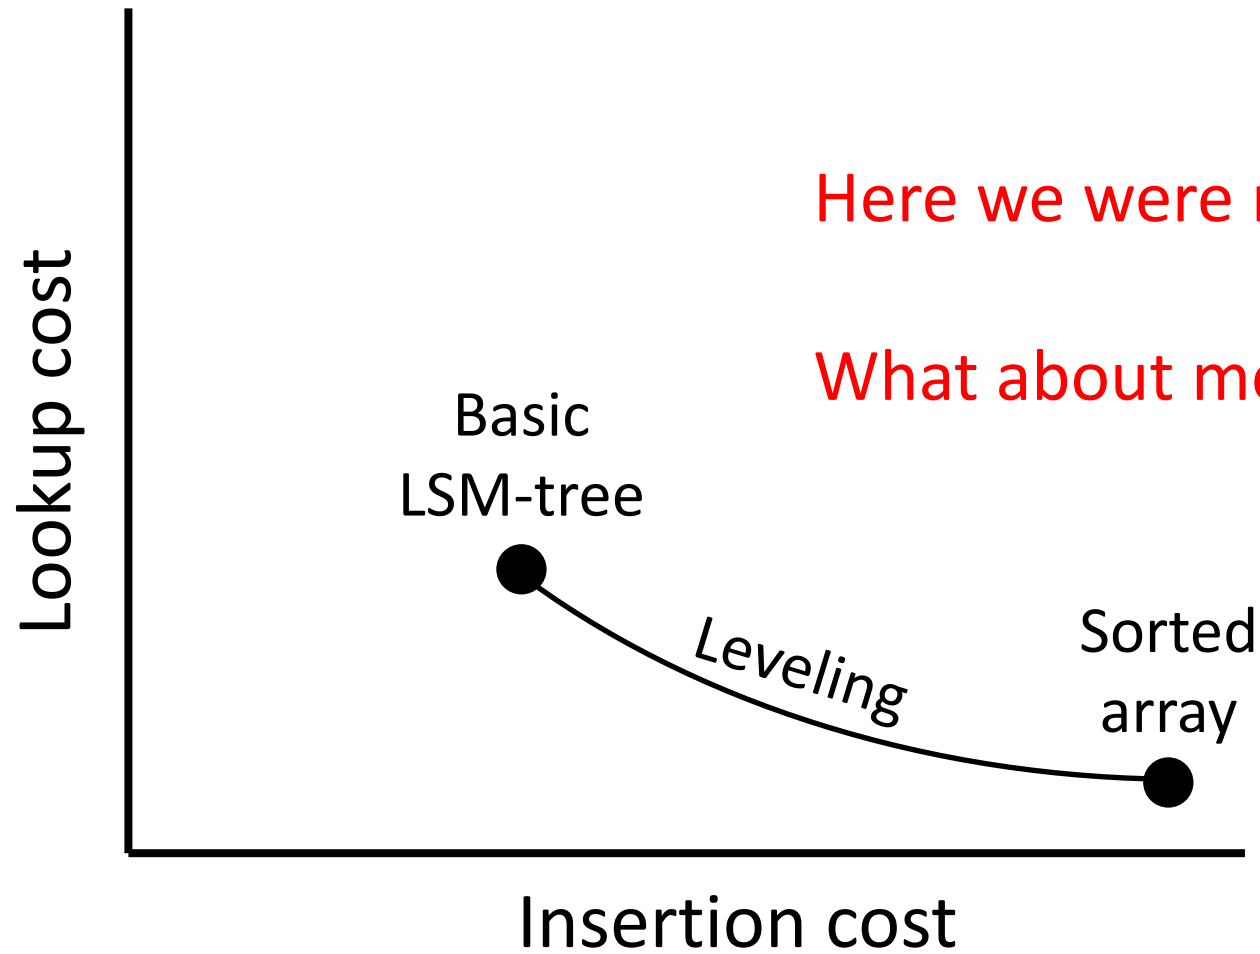 Here we were
What about
Lookup cost
Basic
LSM-tree
Leveling
Sorted
array
Insertion cost